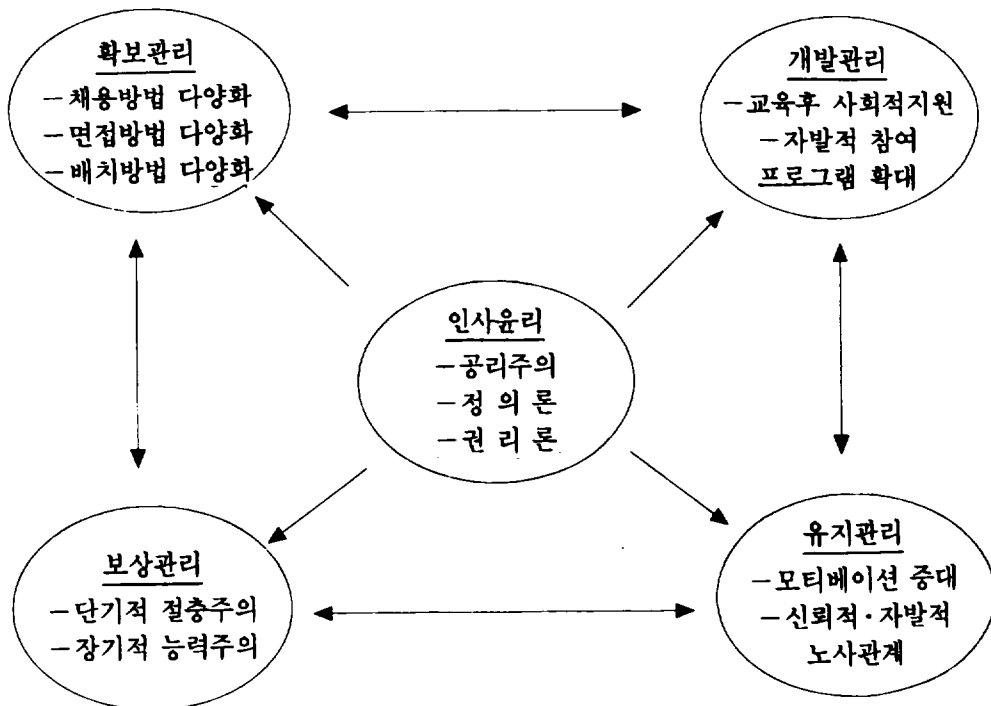 확보관리
－채용방법 다양화
－면접방법 다양화
－배치방법 다양화
개발관리
－교육후 사회적지원
－자발적 참여
프로그램 확대
인사윤리
－공리주의
－정 의 론
－권 리 론
보상관리
－단기적 절충주의
－장기적 능력주의
유지관리
－모티베이션 증대
－신뢰적·자발적
노사관계